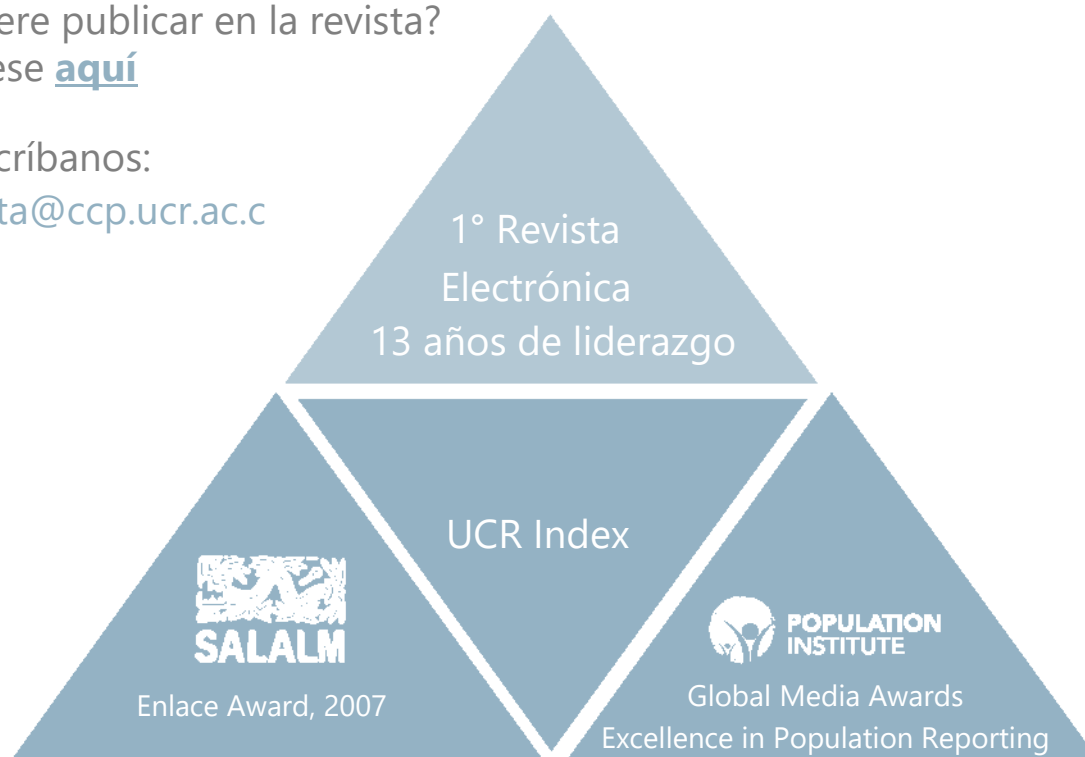 ere publicar en la revista?
ese aquí
críbanos:
ta@ccp.ucr.ac.c
1° Revista
Electrónica
13 años de liderazgo
UCR Index
SALALM
Enlace Award, 2007
POPULATION
INSTITUTE
Global Media Awards
Excellence in Population Reporting